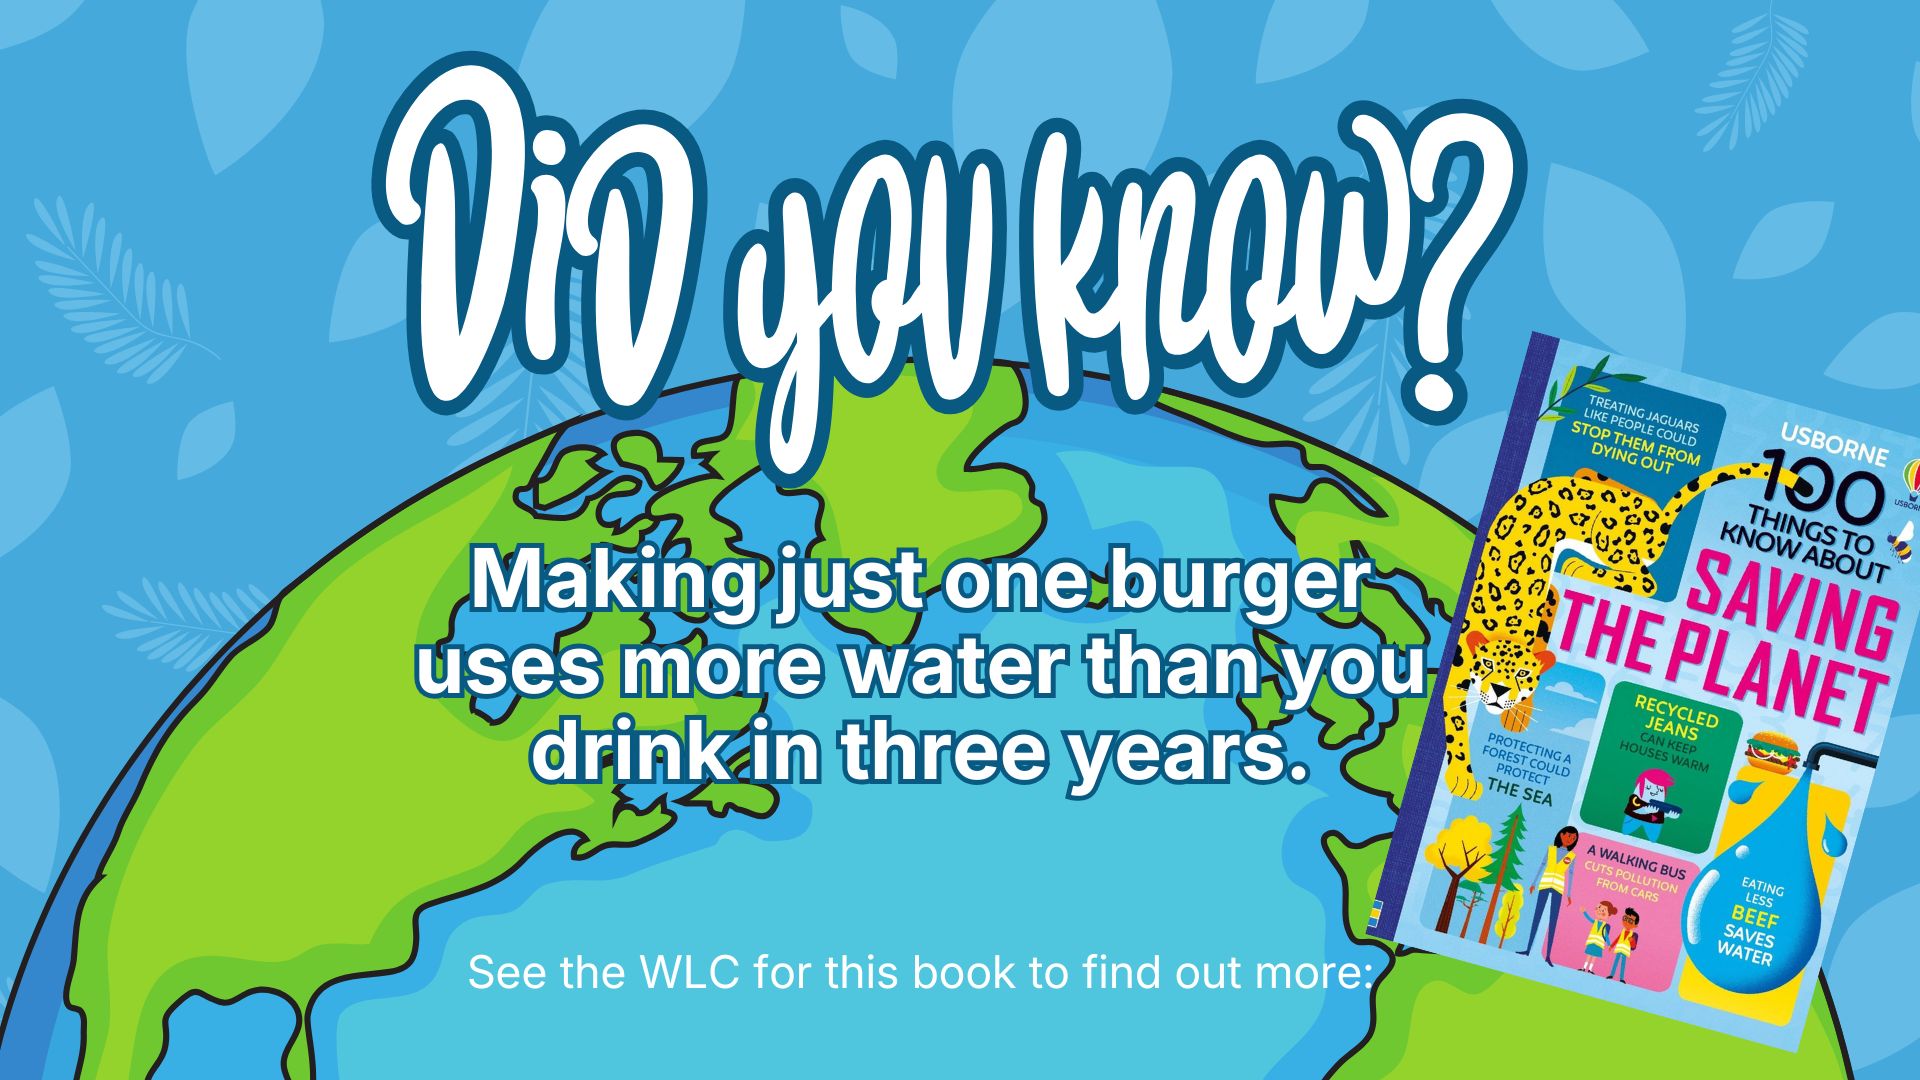 Did you know?
Making just one burger
uses more water than you
drink in three years.
See the WLC for this book to find out more:
TREATING JAGUARS
LIKE PEOPLE COULD
STOP THEM FROM
DYING OUT
USBORNE
100
THINGS TO
KNOW ABOUT
SAVING
THE PLANET
RECYCLED
JEANS
CAN KEEP
HOUSES WARM
PROTECTING A
FOREST COULD
PROTECT
THE SEA
A WALKING BUS
CUTS POLLUTION
FROM CARS
EATING
LESS
BEEF
SAVES
WATER